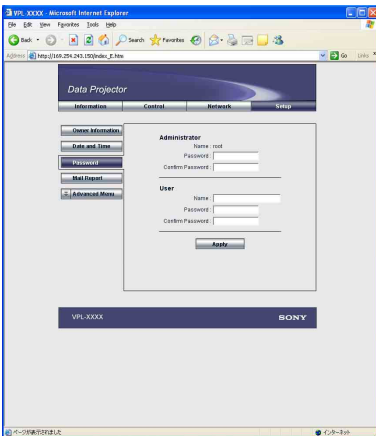 VPL-XXXX - Microsoft Internet Explorer
File Edit View Favorites Tools Help
Back Search Favorites
Address http://169.254.243.150/index_E.htm Go Links
Data Projector
Information Control Network Setup
Owner Information
Date and Time
Password
Mail Report
Advanced Menu
Administrator
Name : root
Password :
Confirm Password :
User
Name :
Password :
Confirm Password :
Apply
VPL-XXXX SONY
ページが表示されました インターネット